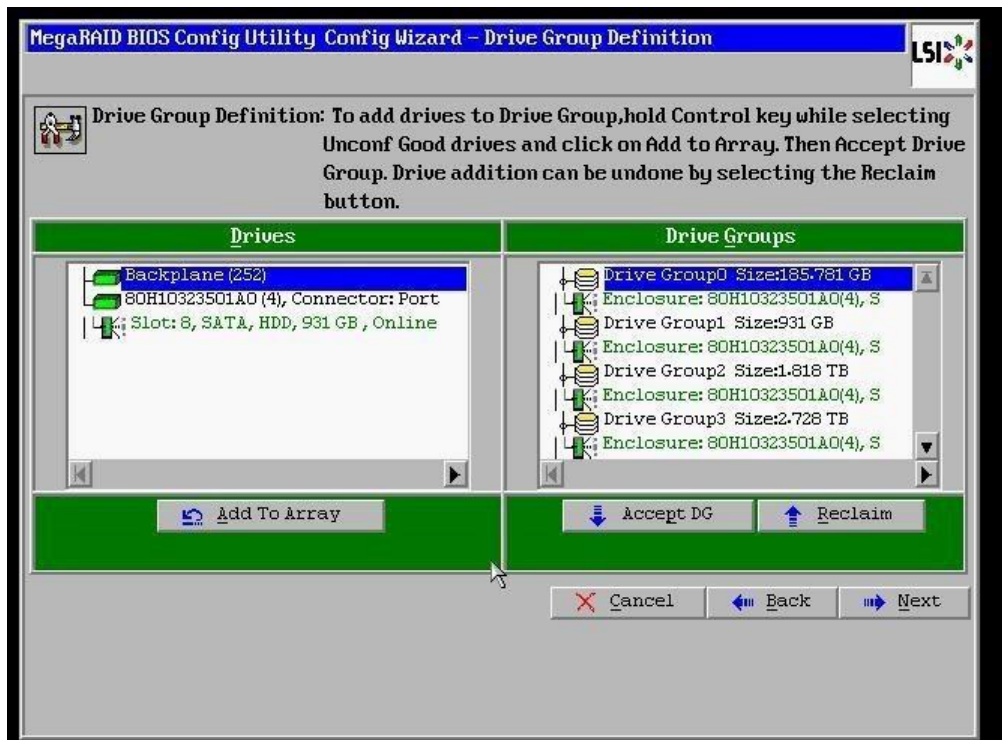 MegaRAID BIOS Config Utility Config Wizard – Drive Group Definition
LSI
Drive Group Definition: To add drives to Drive Group,hold Control key while selecting
Unconf Good drives and click on Add to Array. Then Accept Drive
Group. Drive addition can be undone by selecting the Reclaim
button.
Drives
Backplane (252)
80H10323501A0 (4), Connector: Port
Slot: 8, SATA, HDD, 931 GB , Online
Add To Array
Drive Groups
Drive Group0 Size:185.781 GB
Enclosure: 80H10323501A0(4), S
Drive Group1 Size:931 GB
Enclosure: 80H10323501A0(4), S
Drive Group2 Size:1.818 TB
Enclosure: 80H10323501A0(4), S
Drive Group3 Size:2.728 TB
Enclosure: 80H10323501A0(4), S
Accept DG
Reclaim
Cancel
Back
Next